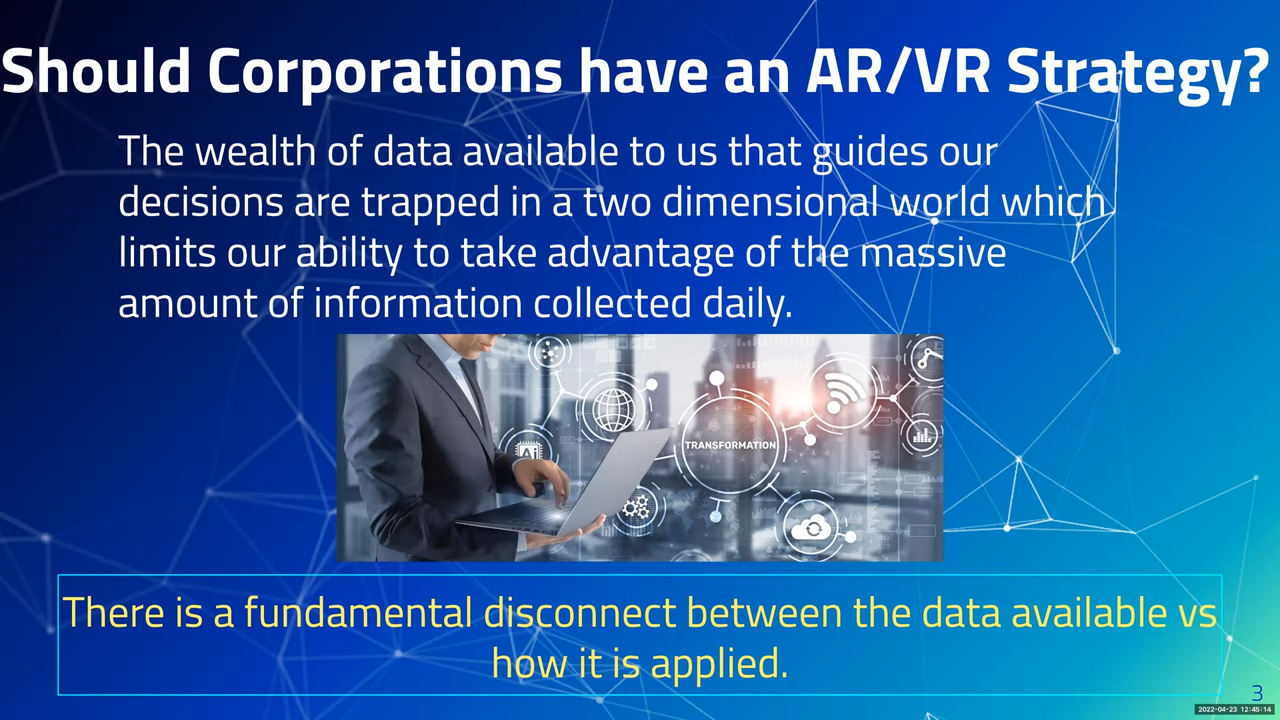 Should Corporations have an AR/VR Strategy?
The wealth of data available to us that guides our
decisions are trapped in a two dimensional world which
limits our ability to take advantage of the massive
amount of information collected daily.
Ai
TRANSFORMATION
There is a fundamental disconnect between the data available vs
how it is applied.
3
2022-04-23 12:45:14